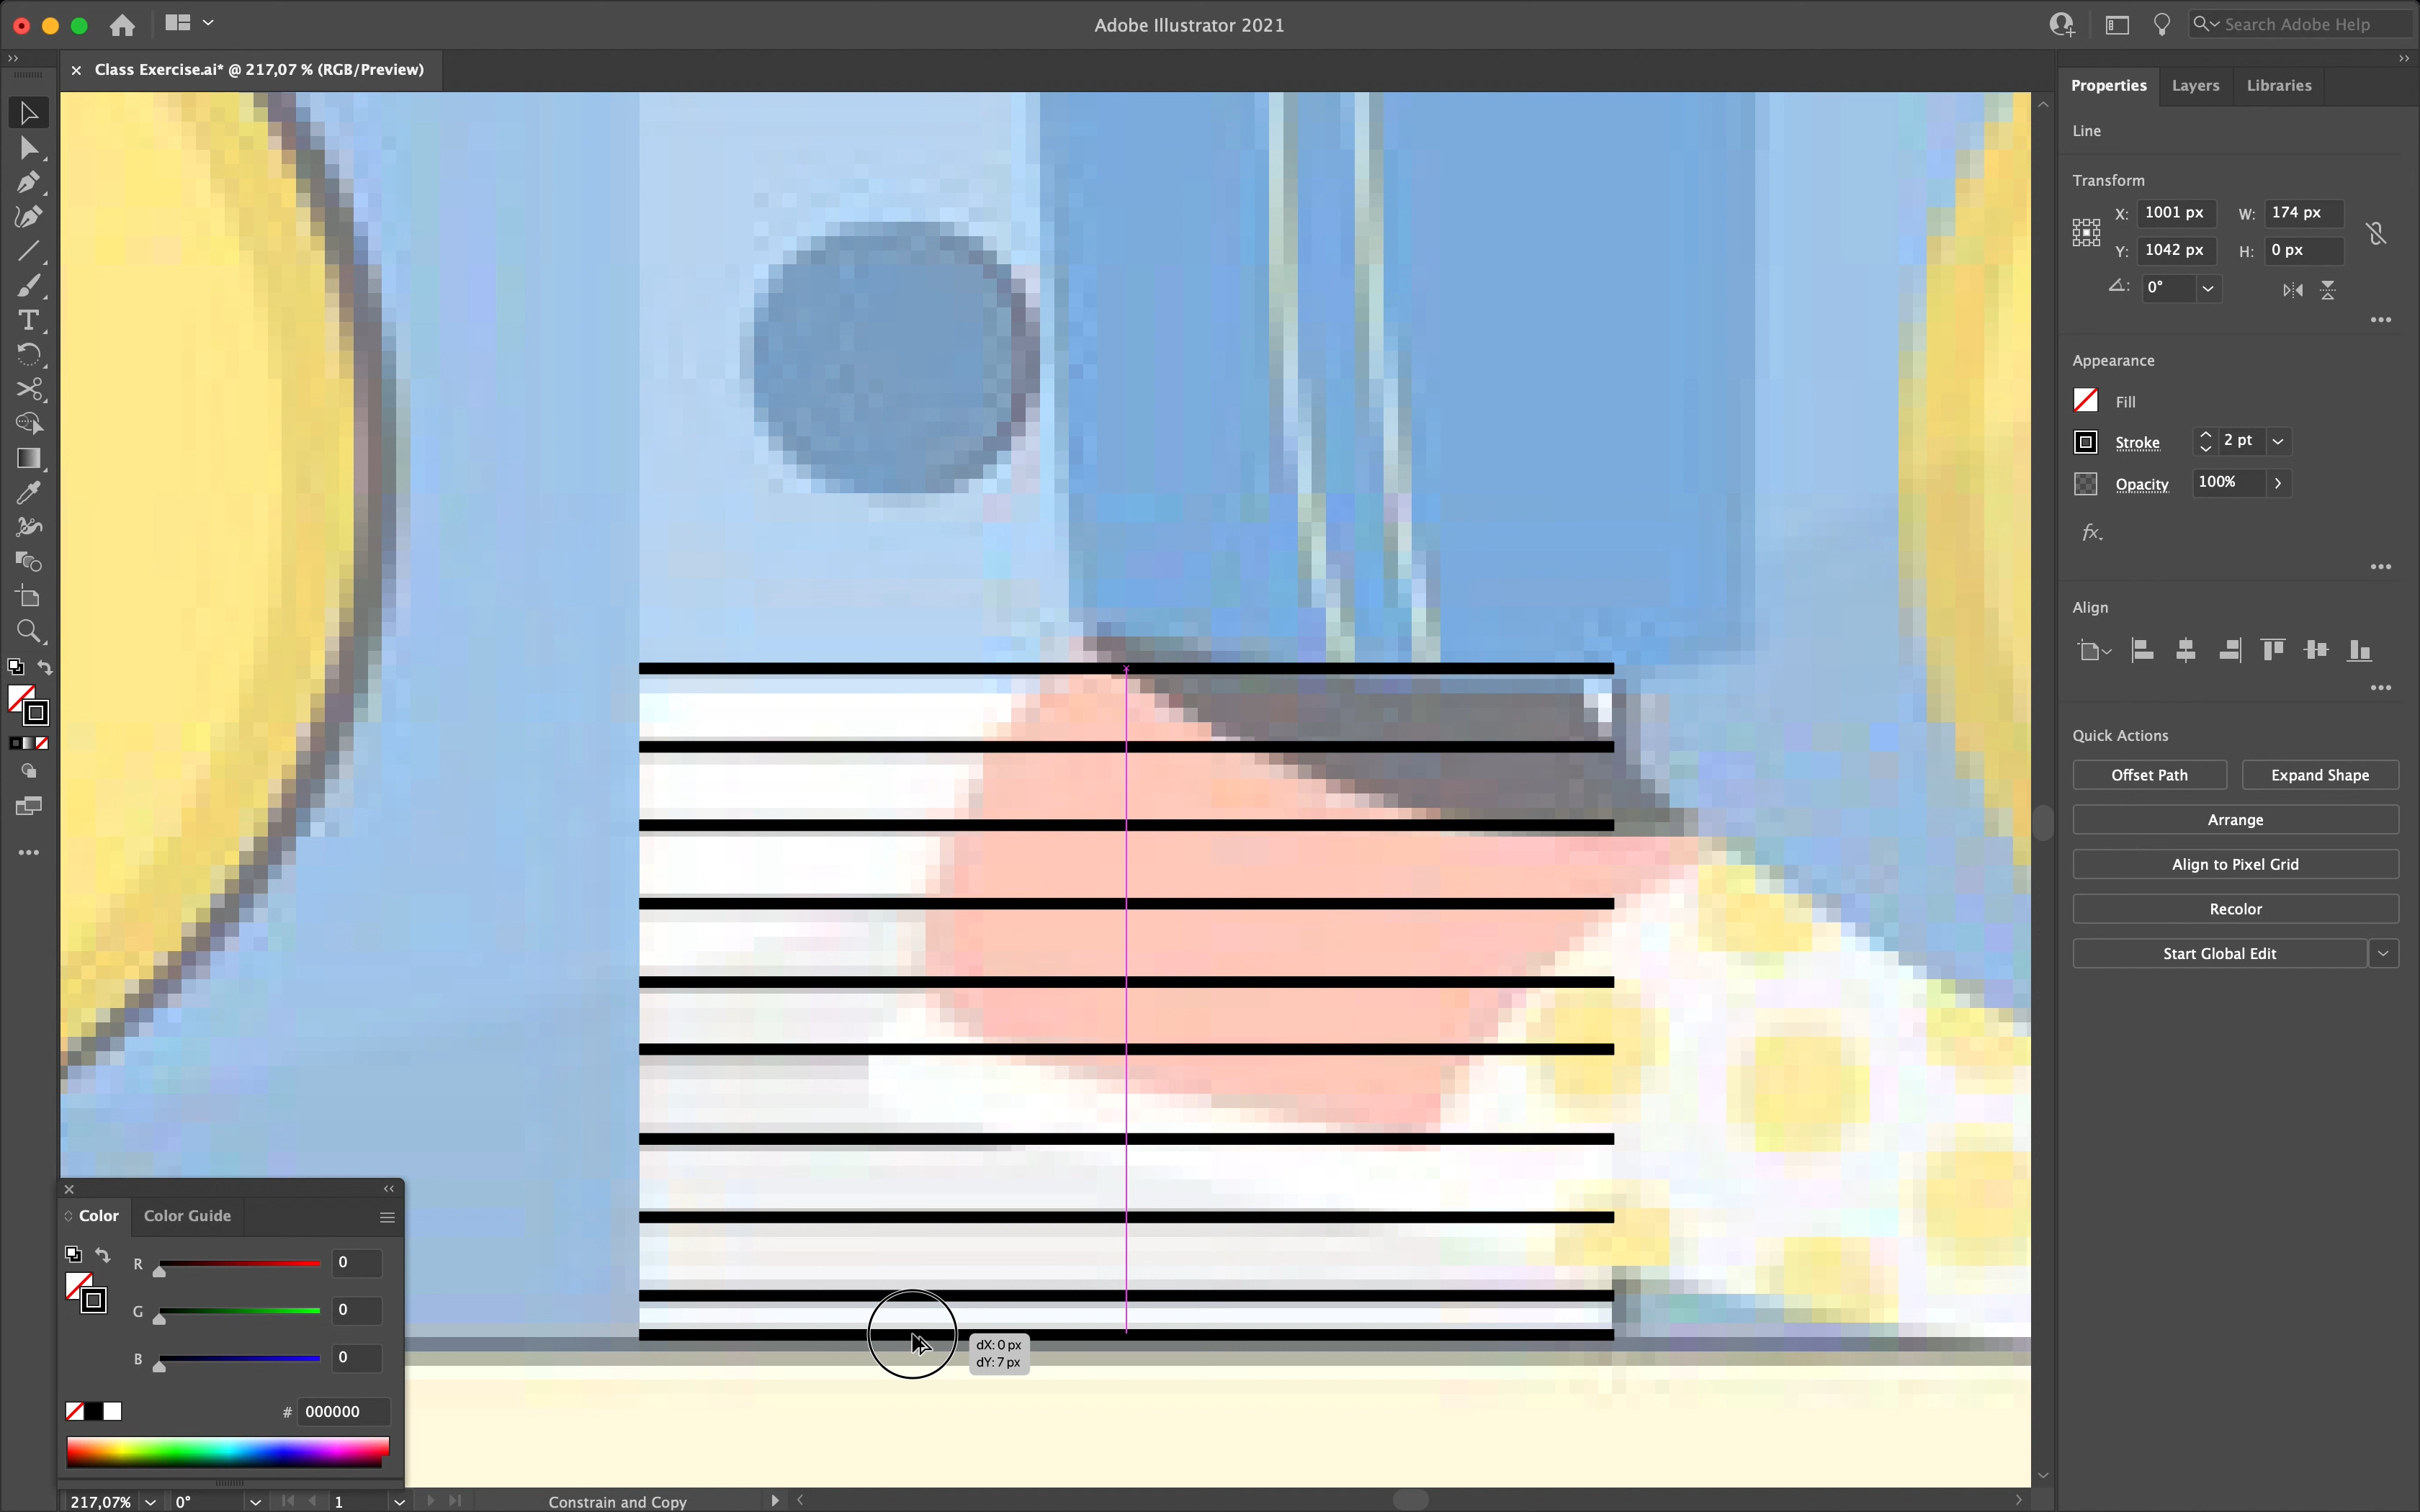 Adobe Illustrator 2021
Search Adobe Help
Class Exercise.ai* @ 217,07 % (RGB/Preview)
Properties
Layers
Libraries
Line
Transform
X: 1001 px W: 174 px
Y: 1042 px H: 0 px
0°
Appearance
Fill
Stroke 2 pt
Opacity 100%
fx
Align
Quick Actions
Offset Path
Expand Shape
Arrange
Align to Pixel Grid
Recolor
Start Global Edit
dX: 0 px
dY: 7 px
Color
Color Guide
R 0
G 0
B 0
# 000000
217,07%
0°
1
Constrain and Copy